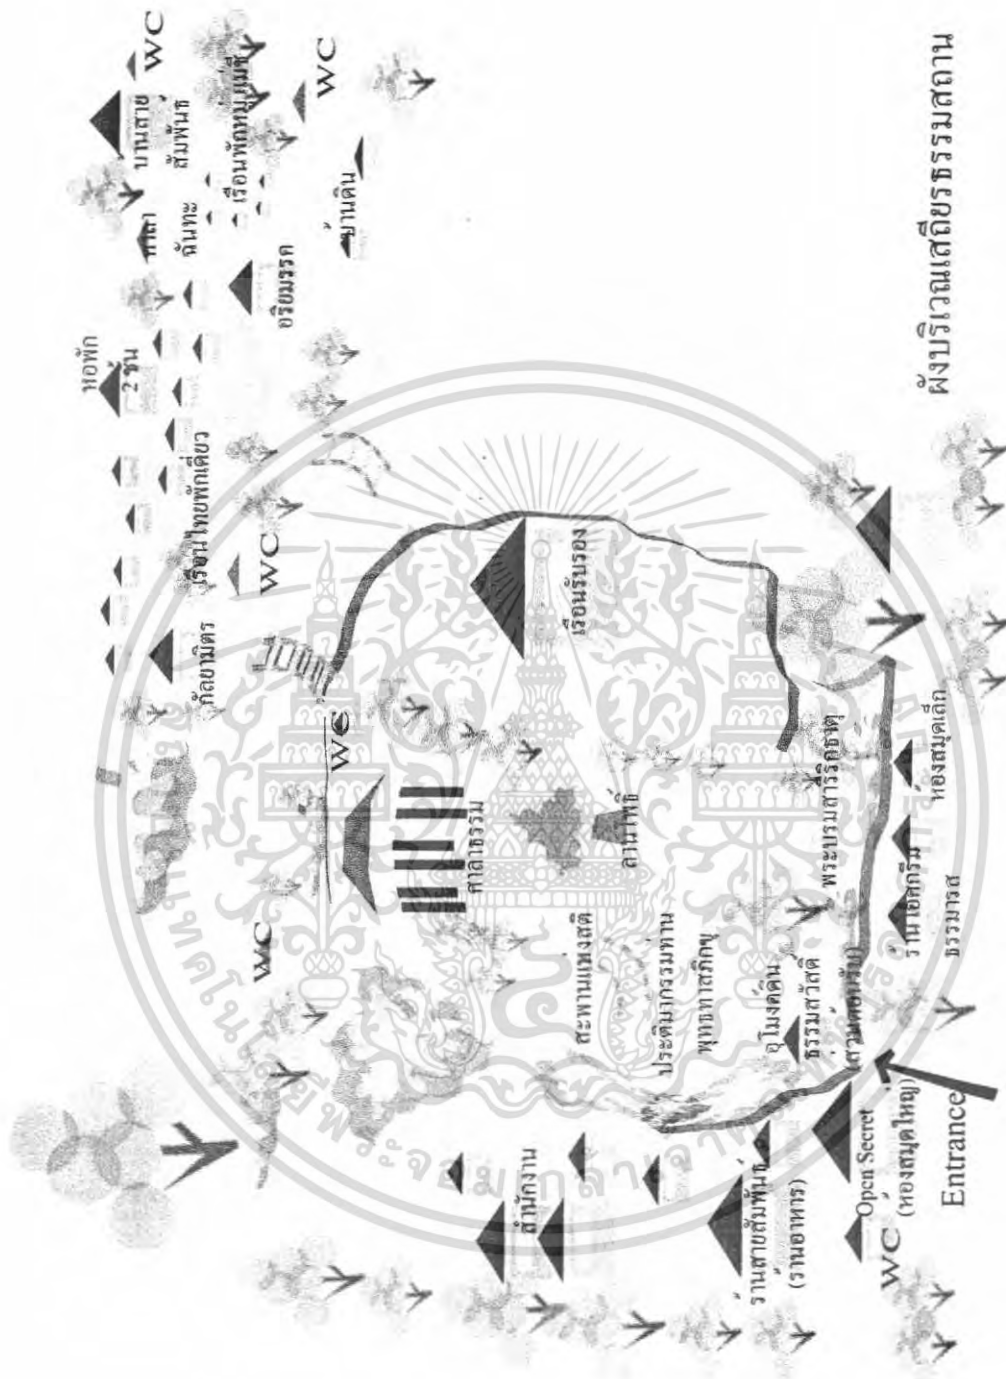 หอพัก
2 ชั้น
บ้านสาย
สัมพันธ์
WC
ศาลา
ฉันทะ
เรือนไทยพักเดี่ยว
กัลยามิตร
WC
อริยมรรค
เรือนพักหมู่แม่ชี
WC
WC
บ้านดิน
WC
ศาลาธรรม
สำนักงาน
สะพานแห่งสติ
เรือนรับรอง
ลานโพธิ์
ประติมากรรมท่าน
พุทธทาสภิกขุ
ร้านสายสัมพันธ์
(ร้านอาหาร)
อุโมงค์ดิน
ธรรมสวัสดิ์
พระบรมสารีริกธาตุ
WC
Open Secret
(ห้องสมุดใหญ่)
ร้านไอศกรีม
ห้องสมุดเด็ก
ธรรมารส
Entrance
ผังบริเวณเสถียรธรรมสถาน